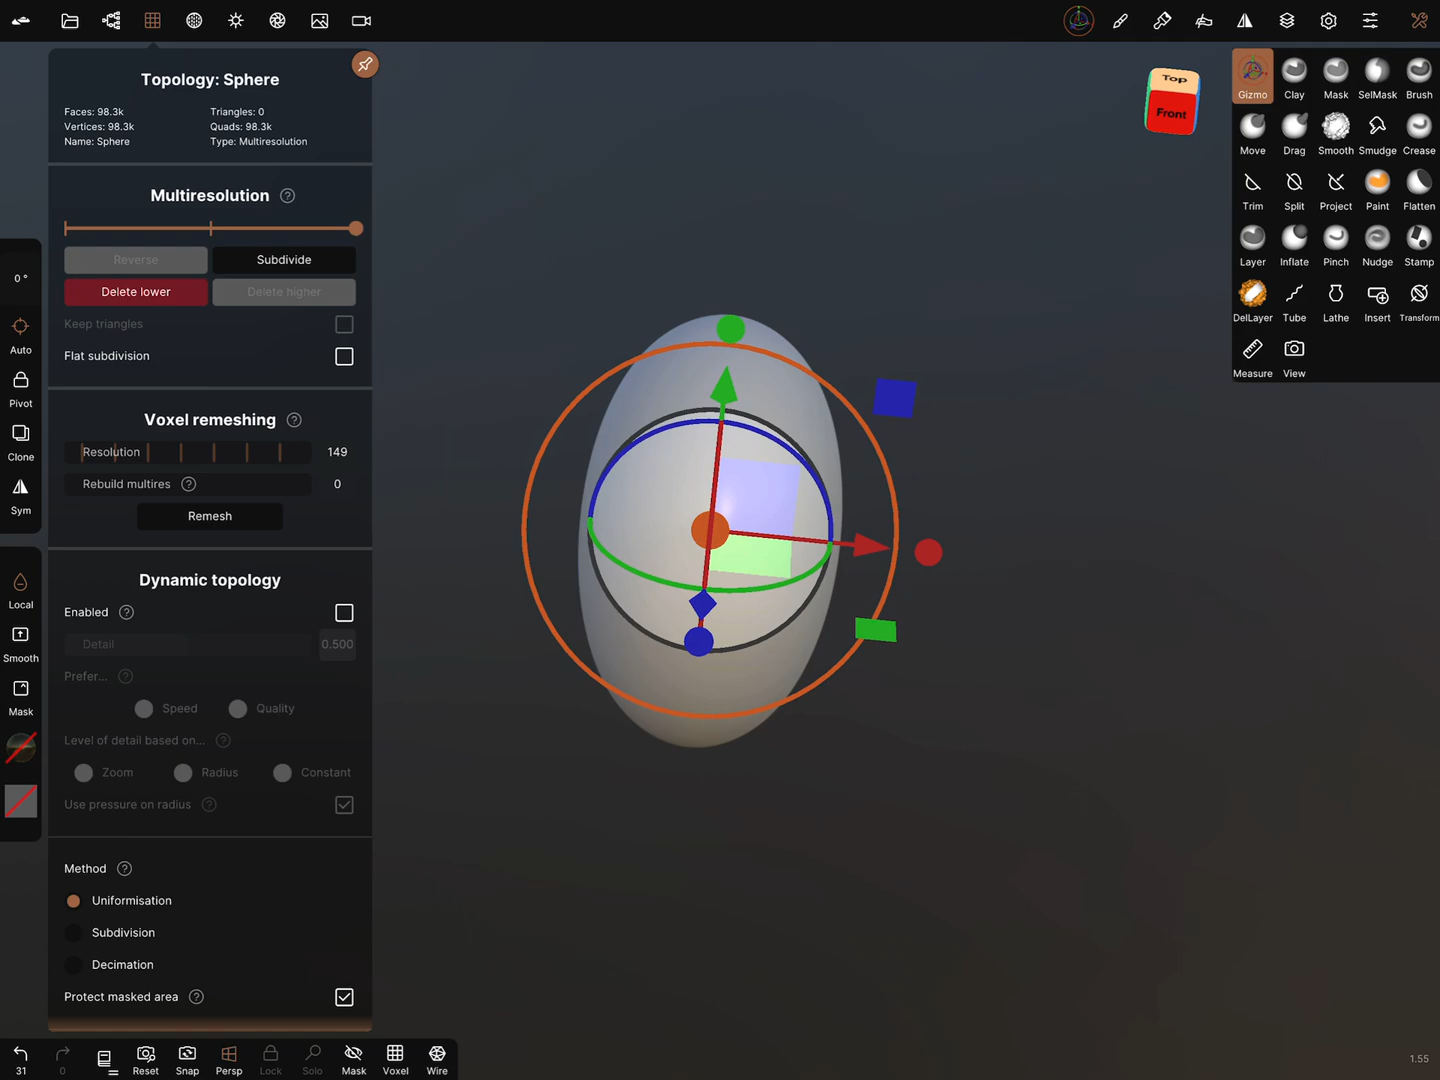 Topology: Sphere
Faces: 98.3k
Triangles: 0
Vertices: 98.3k
Quads: 98.3k
Name: Sphere
Type: Multiresolution
Multiresolution ?
Reverse
Subdivide
Delete lower
Delete higher
Keep triangles
Flat subdivision
Voxel remeshing ?
Resolution
149
Rebuild multires ?
0
Remesh
Dynamic topology
Enabled ?
Detail
0.500
Prefer... ?
Speed
Quality
Level of detail based on... ?
Zoom
Radius
Constant
Use pressure on radius ?
Method ?
Uniformisation
Subdivision
Decimation
Protect masked area ?
0 °
Auto
Pivot
Clone
Sym
Local
Smooth
Mask
31
0
Reset
Snap
Persp
Lock
Solo
Mask
Voxel
Wire
Top
Front
Gizmo
Clay
Mask
SelMask
Brush
Move
Drag
Smooth
Smudge
Crease
Trim
Split
Project
Paint
Flatten
Layer
Inflate
Pinch
Nudge
Stamp
DelLayer
Tube
Lathe
Insert
Transform
Measure
View
1.55